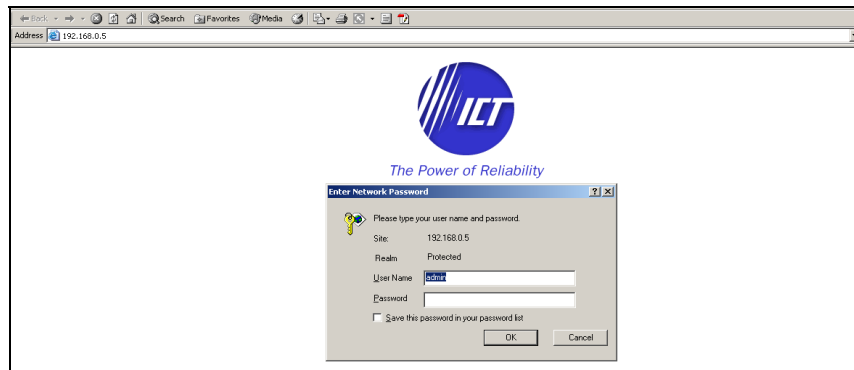 Back Search Favorites Media
Address 192.168.0.5
ICT
The Power of Reliability
Enter Network Password
Please type your user name and password.
Site: 192.168.0.5
Realm Protected
User Name admin
Password
Save this password in your password list
OK Cancel